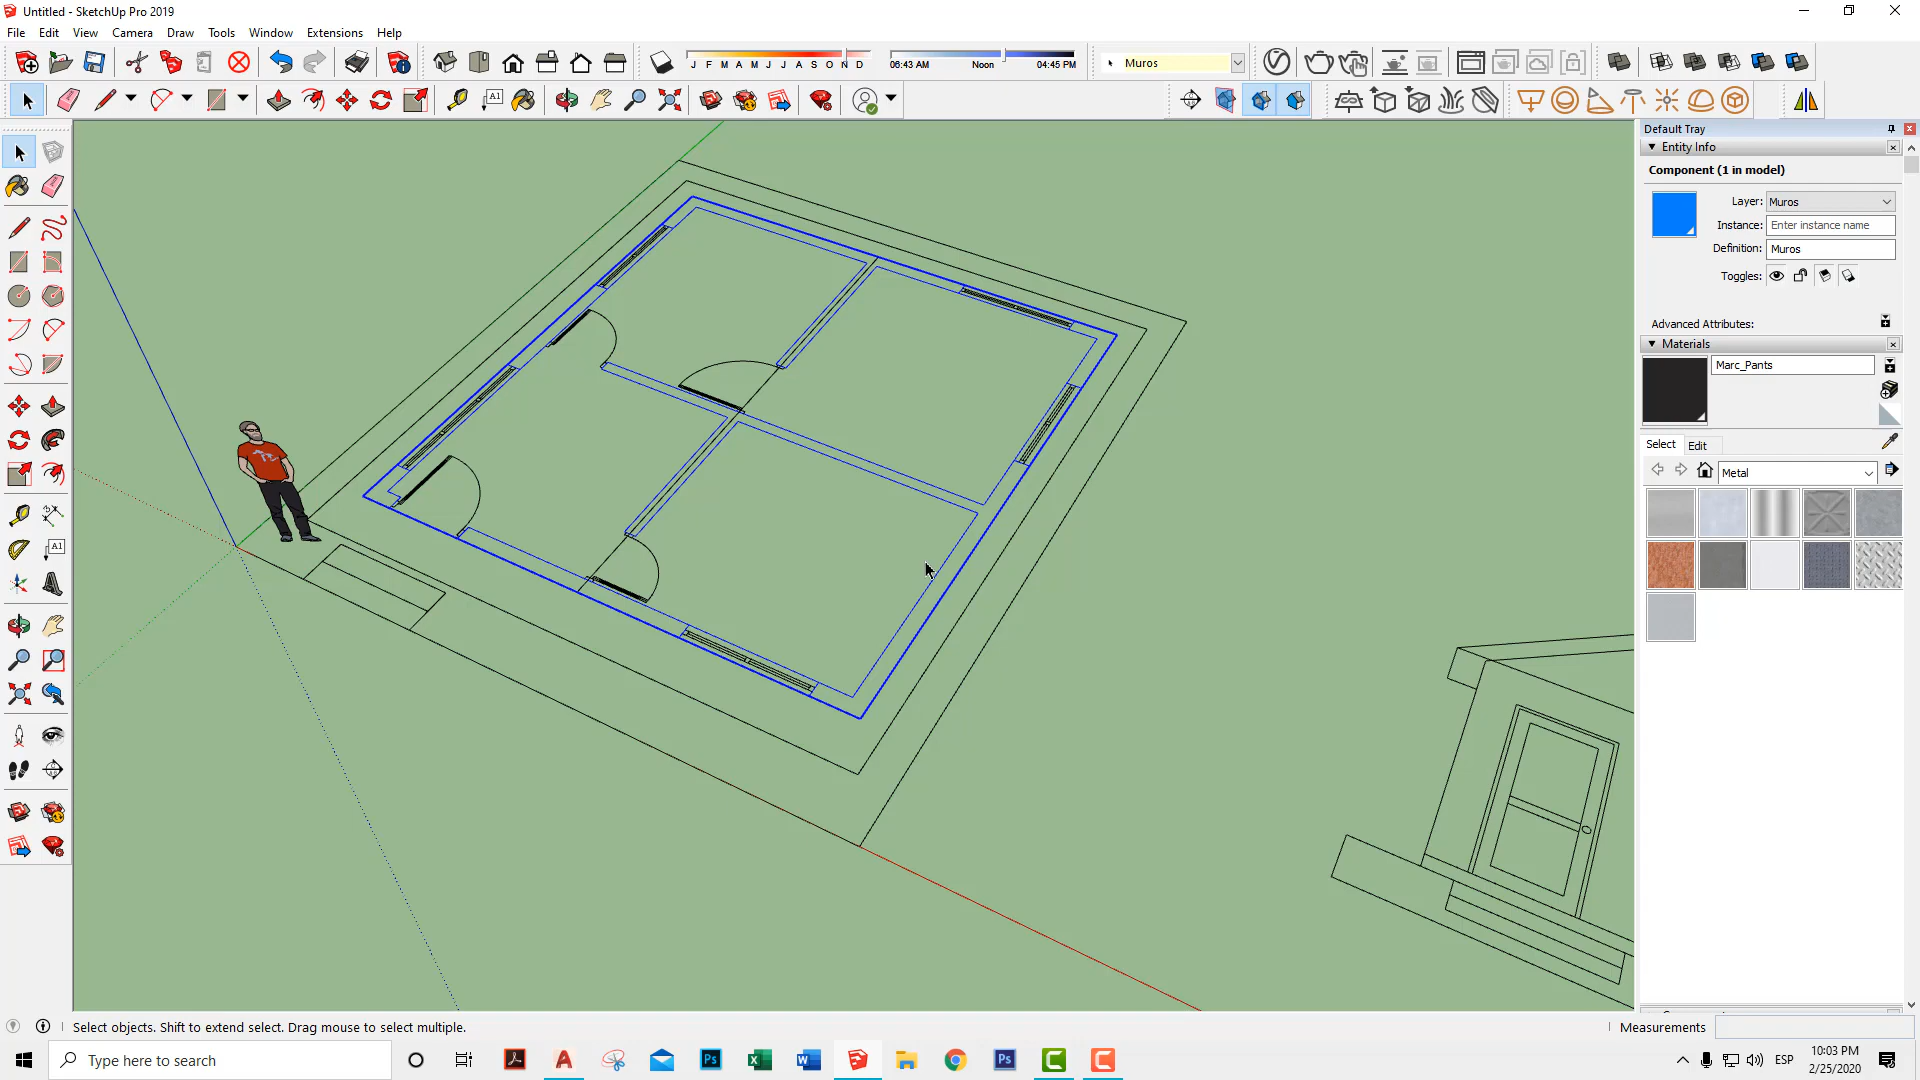 Untitled - SketchUp Pro 2019
File Edit View Camera Draw Tools Window Extensions Help
J F M A M J J A S O N D
06:43 AM Noon 04:45 PM
Muros
A1
Default Tray
Entity Info
Component (1 in model)
Layer: Muros
Instance: Enter instance name
Definition: Muros
Toggles:
Advanced Attributes:
Materials
Marc_Pants
Select Edit
Metal
A1
Select objects. Shift to extend select. Drag mouse to select multiple.
Measurements
Type here to search
ESP
10:03 PM
2/25/2020